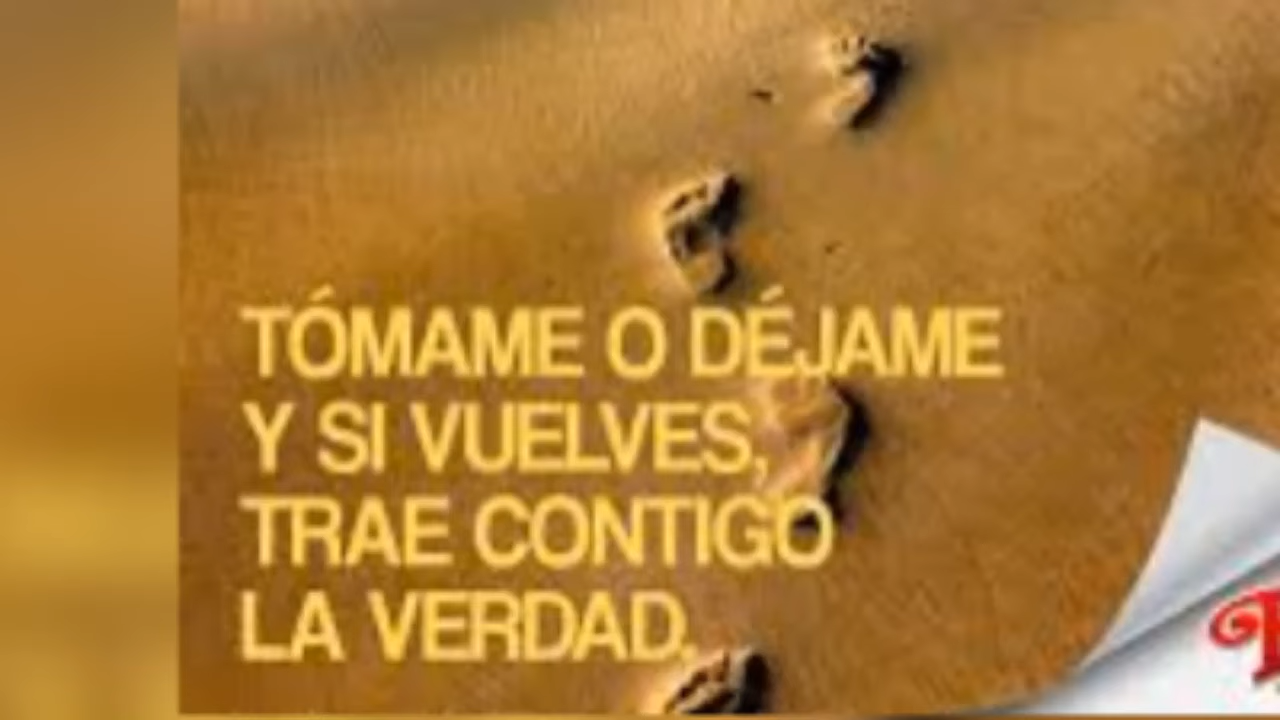 TÓMAME O DÉJAME
Y SI VUELVES,
TRAE CONTIGO
LA VERDAD.